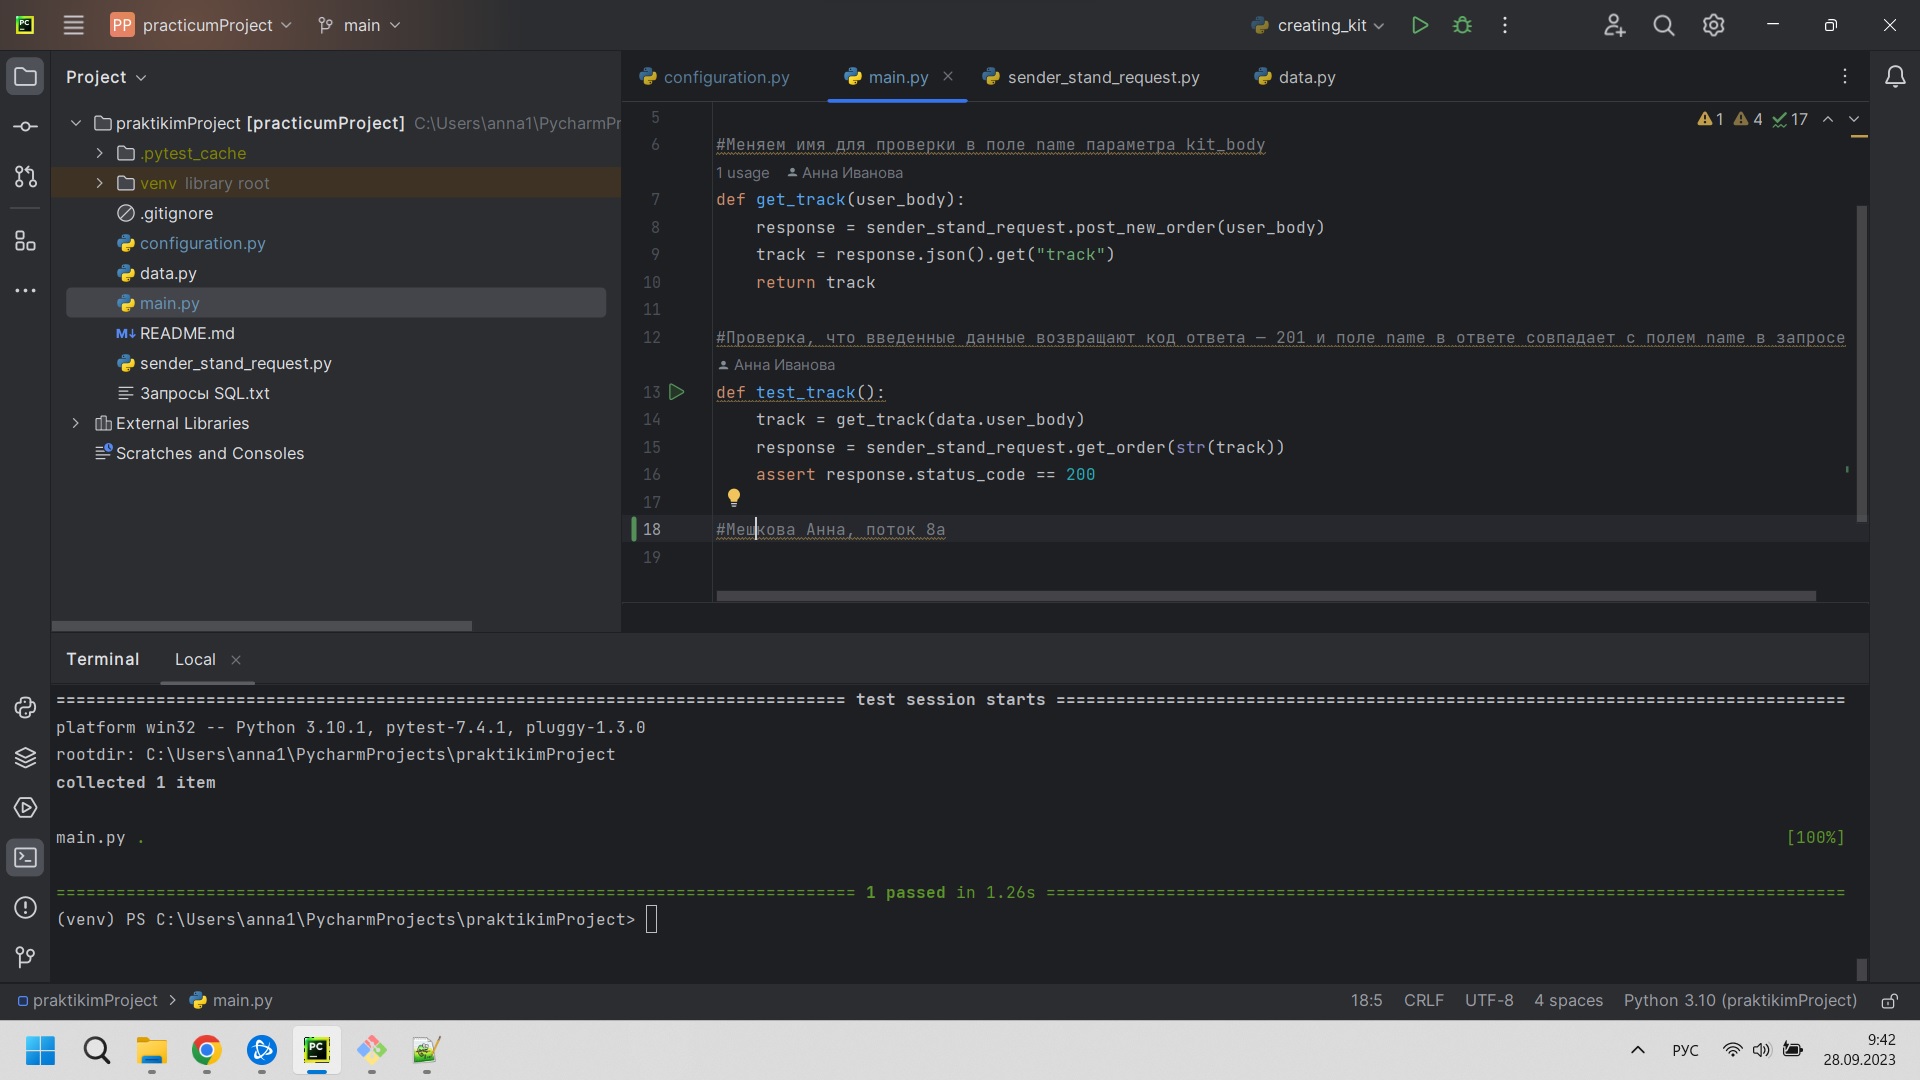 PC
PP practicumProject main creating_kit
Project configuration.py main.py sender_stand_request.py data.py
praktikimProject [practicumProject] C:\Users\anna1\PycharmPr
.pytest_cache
venv library root
.gitignore
configuration.py
data.py
main.py
M↓ README.md
sender_stand_request.py
Запросы SQL.txt
External Libraries
Scratches and Consoles
1 4 17
5
6 #Меняем имя для проверки в поле name параметра kit_body
1 usage Анна Иванова
7 def get_track(user_body):
8 response = sender_stand_request.post_new_order(user_body)
9 track = response.json().get("track")
10 return track
11
12 #Проверка, что введенные данные возвращают код ответа — 201 и поле name в ответе совпадает с полем name в запросе
Анна Иванова
13 def test_track():
14 track = get_track(data.user_body)
15 response = sender_stand_request.get_order(str(track))
16 assert response.status_code == 200
17
18 #Мешкова Анна, поток 8а
19
Terminal Local
=============================================================================== test session starts ===============================================================================
platform win32 -- Python 3.10.1, pytest-7.4.1, pluggy-1.3.0
rootdir: C:\Users\anna1\PycharmProjects\praktikimProject
collected 1 item
main.py . [100%]
================================================================================ 1 passed in 1.26s ================================================================================
(venv) PS C:\Users\anna1\PycharmProjects\praktikimProject>
praktikimProject > main.py 18:5 CRLF UTF-8 4 spaces Python 3.10 (praktikimProject)
PC
РУС
9:42
28.09.2023